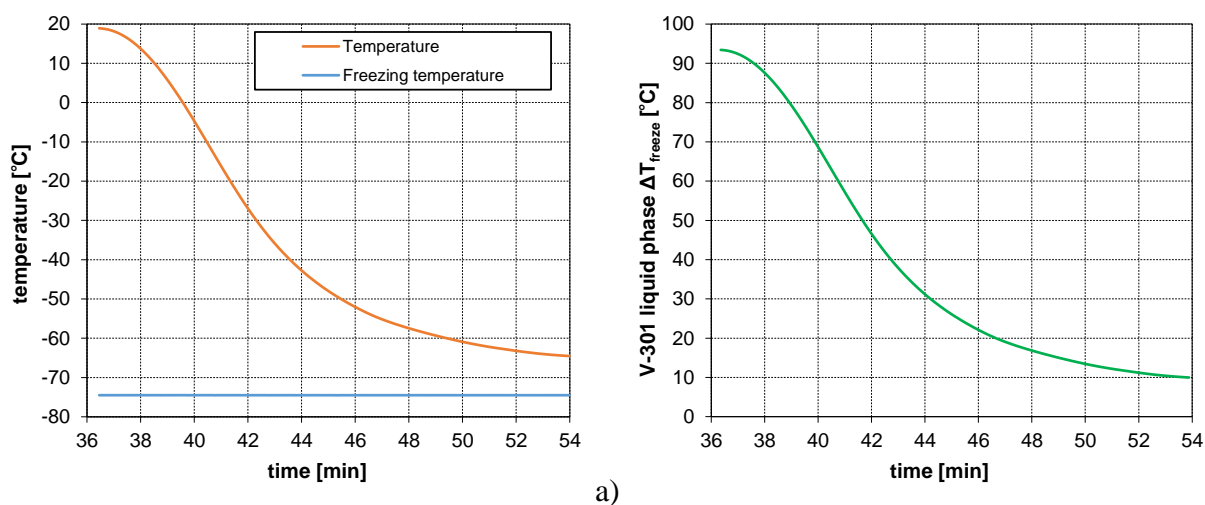 temperature [°C]
20
10
0
-10
-20
-30
-40
-50
-60
-70
-80
Temperature
Freezing temperature
36 38 40 42 44 46 48 50 52 54
time [min]
V-301 liquid phase ΔTfreeze [°C]
100
90
80
70
60
50
40
30
20
10
0
36 38 40 42 44 46 48 50 52 54
time [min]
a)